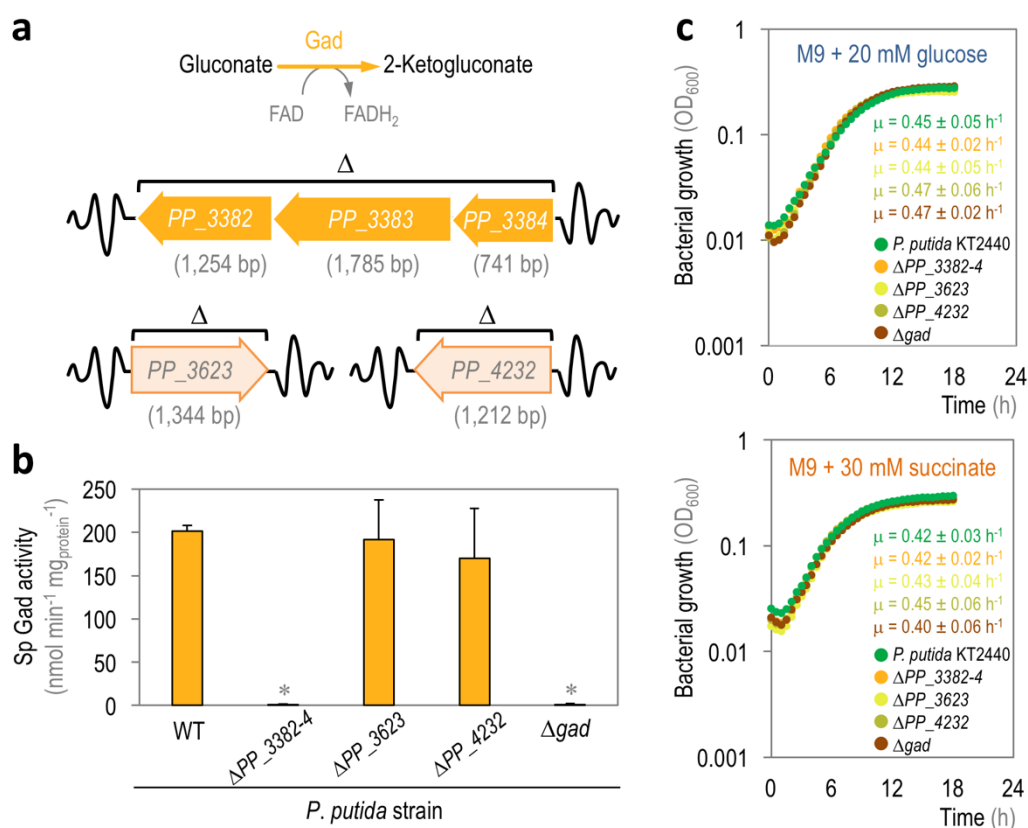 a
Gad
Gluconate 2-Ketogluconate
FAD FADH2
Δ
PP_3382 PP_3383 PP_3384
(1,254 bp) (1,785 bp) (741 bp)
Δ Δ
PP_3623 PP_4232
(1,344 bp) (1,212 bp)
b
Sp Gad activity
(nmol min-1 mgprotein-1)
250
200
150
100
50
0
* *
WT ΔPP_3382-4 ΔPP_3623 ΔPP_4232 Δgad
P. putida strain
c
M9 + 20 mM glucose
Bacterial growth (OD600)
1
0.1
0.01
0.001
μ = 0.45 ± 0.05 h-1
μ = 0.44 ± 0.02 h-1
μ = 0.44 ± 0.05 h-1
μ = 0.47 ± 0.06 h-1
μ = 0.47 ± 0.02 h-1
P. putida KT2440
ΔPP_3382-4
ΔPP_3623
ΔPP_4232
Δgad
0 6 12 18 24
Time (h)
M9 + 30 mM succinate
Bacterial growth (OD600)
1
0.1
0.01
0.001
μ = 0.42 ± 0.03 h-1
μ = 0.42 ± 0.02 h-1
μ = 0.43 ± 0.04 h-1
μ = 0.45 ± 0.06 h-1
μ = 0.40 ± 0.06 h-1
P. putida KT2440
ΔPP_3382-4
ΔPP_3623
ΔPP_4232
Δgad
0 6 12 18 24
Time (h)